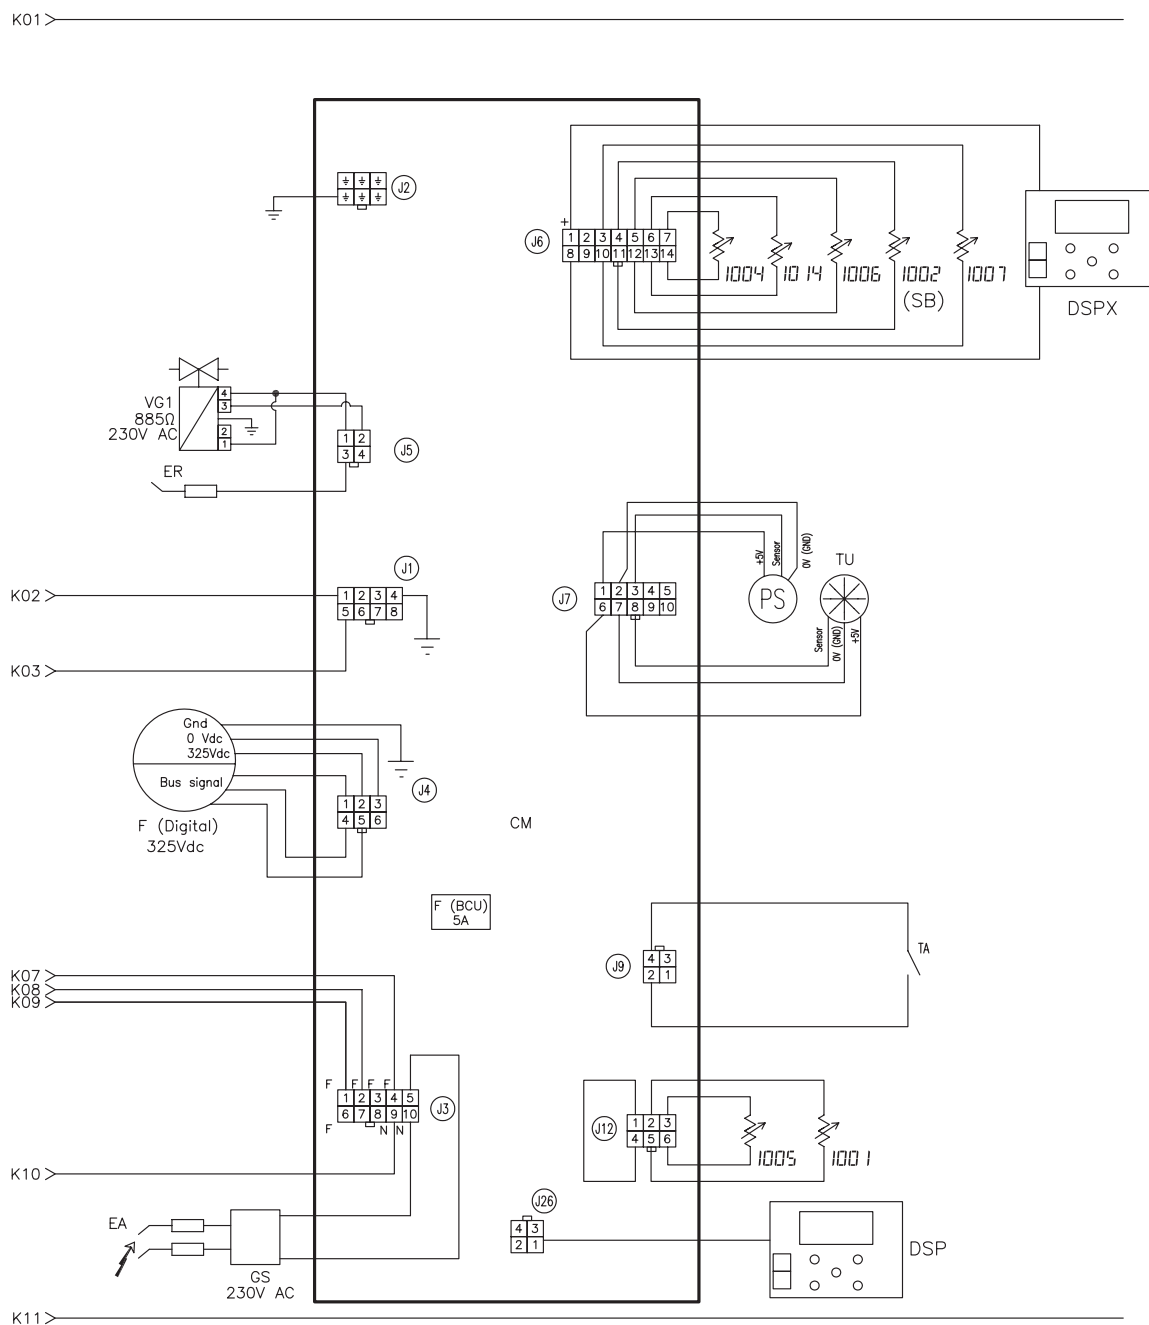 K01
J2
J6
+
1 2 3 4 5 6 7
8 9 10 11 12 13 14
1004 1014 1006 1002 1007
(SB)
DSPX
VG1
885Ω
230V AC
4
3
2
1
1 2
3 4
J5
ER
J1
K02
1 2 3 4
5 6 7 8
K03
J7
1 2 3 4 5
6 7 8 9 10
+5V
Sensor
0V (GND)
PS
TU
Sensor
0V (GND)
+5V
Gnd
0 Vdc
325Vdc
Bus signal
F (Digital)
325Vdc
J4
1 2 3
4 5 6
CM
F (BCU)
5A
J9
4 3
2 1
TA
K07
K08
K09
F F F F
1 2 3 4 5
6 7 8 9 10
F N N
J3
K10
J12
1 2 3
4 5 6
1005 1001
J26
4 3
2 1
DSP
EA
GS
230V AC
K11